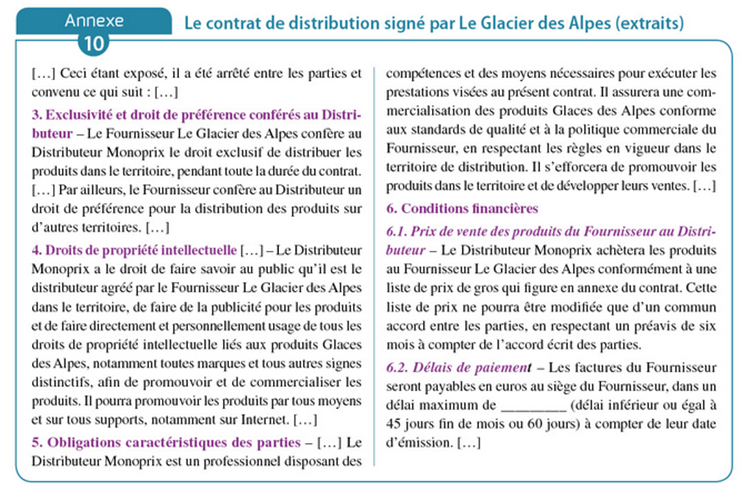 Annexe
10
Le contrat de distribution signé par Le Glacier des Alpes (extraits)
[…] Ceci étant exposé, il a été arrêté entre les parties et
convenu ce qui suit : […]
3. Exclusivité et droit de préférence conférés au Distri-
buteur – Le Fournisseur Le Glacier des Alpes confère au
Distributeur Monoprix le droit exclusif de distribuer les
produits dans le territoire, pendant toute la durée du contrat.
[…] Par ailleurs, le Fournisseur confère au Distributeur un
droit de préférence pour la distribution des produits sur
d’autres territoires. […]
4. Droits de propriété intellectuelle […] – Le Distributeur
Monoprix a le droit de faire savoir au public qu’il est le
distributeur agréé par le Fournisseur Le Glacier des Alpes
dans le territoire, de faire de la publicité pour les produits
et de faire directement et personnellement usage de tous les
droits de propriété intellectuelle liés aux produits Glaces
des Alpes, notamment toutes marques et tous autres signes
distinctifs, afin de promouvoir et de commercialiser les
produits. Il pourra promouvoir les produits par tous moyens
et sur tous supports, notamment sur Internet. […]
5. Obligations caractéristiques des parties – […] Le
Distributeur Monoprix est un professionnel disposant des
compétences et des moyens nécessaires pour exécuter les
prestations visées au présent contrat. Il assurera une com-
mercialisation des produits Glaces des Alpes conforme
aux standards de qualité et à la politique commerciale du
Fournisseur, en respectant les règles en vigueur dans le
territoire de distribution. Il s’efforcera de promouvoir les
produits dans le territoire et de développer leurs ventes. […]
6. Conditions financières
6.1. Prix de vente des produits du Fournisseur au Distri-
buteur – Le Distributeur Monoprix achètera les produits
au Fournisseur Le Glacier des Alpes conformément à une
liste de prix de gros qui figure en annexe du contrat. Cette
liste de prix ne pourra être modifiée que d’un commun
accord entre les parties, en respectant un préavis de six
mois à compter de l’accord écrit des parties.
6.2. Délais de paiement – Les factures du Fournisseur
seront payables en euros au siège du Fournisseur, dans un
délai maximum de _________ (délai inférieur ou égal à
45 jours fin de mois ou 60 jours) à compter de leur date
d’émission. […]